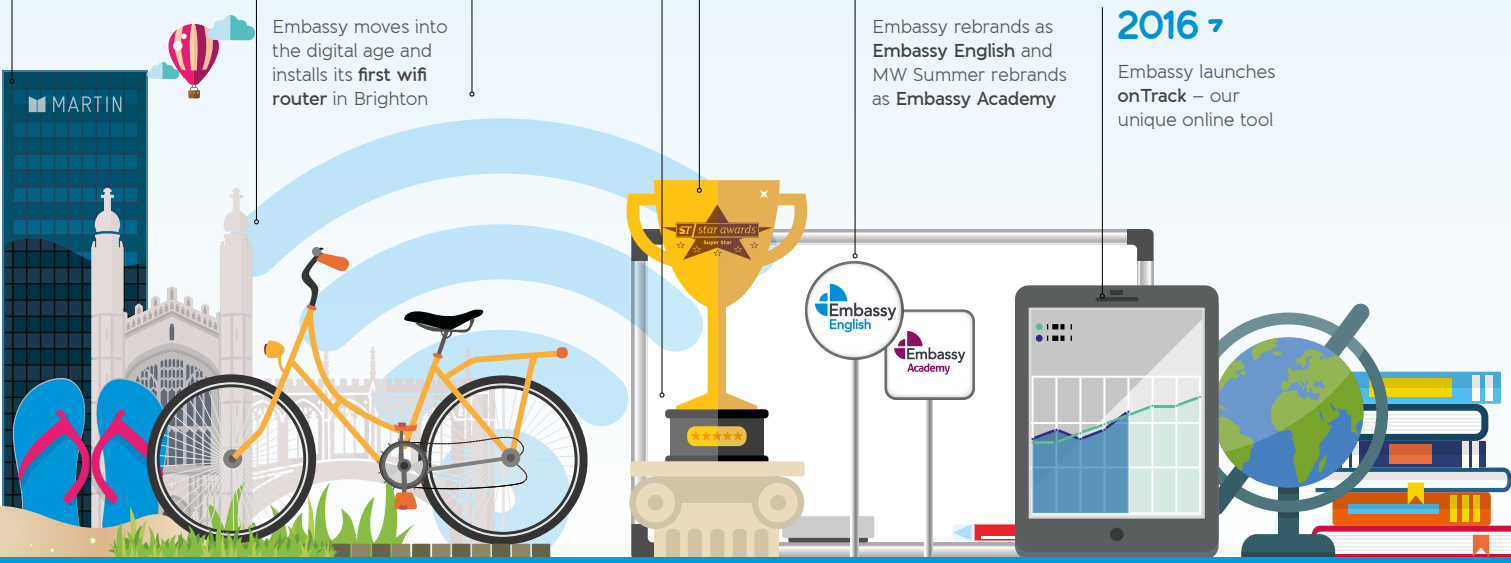 Embassy moves into
the digital age and
installs its first wifi
router in Brighton
Embassy rebrands as
Embassy English and
MW Summer rebrands
as Embassy Academy
2016
Embassy launches
onTrack – our
unique online tool
MARTIN
ST star awards
Super Star
Embassy
English
Embassy
Academy